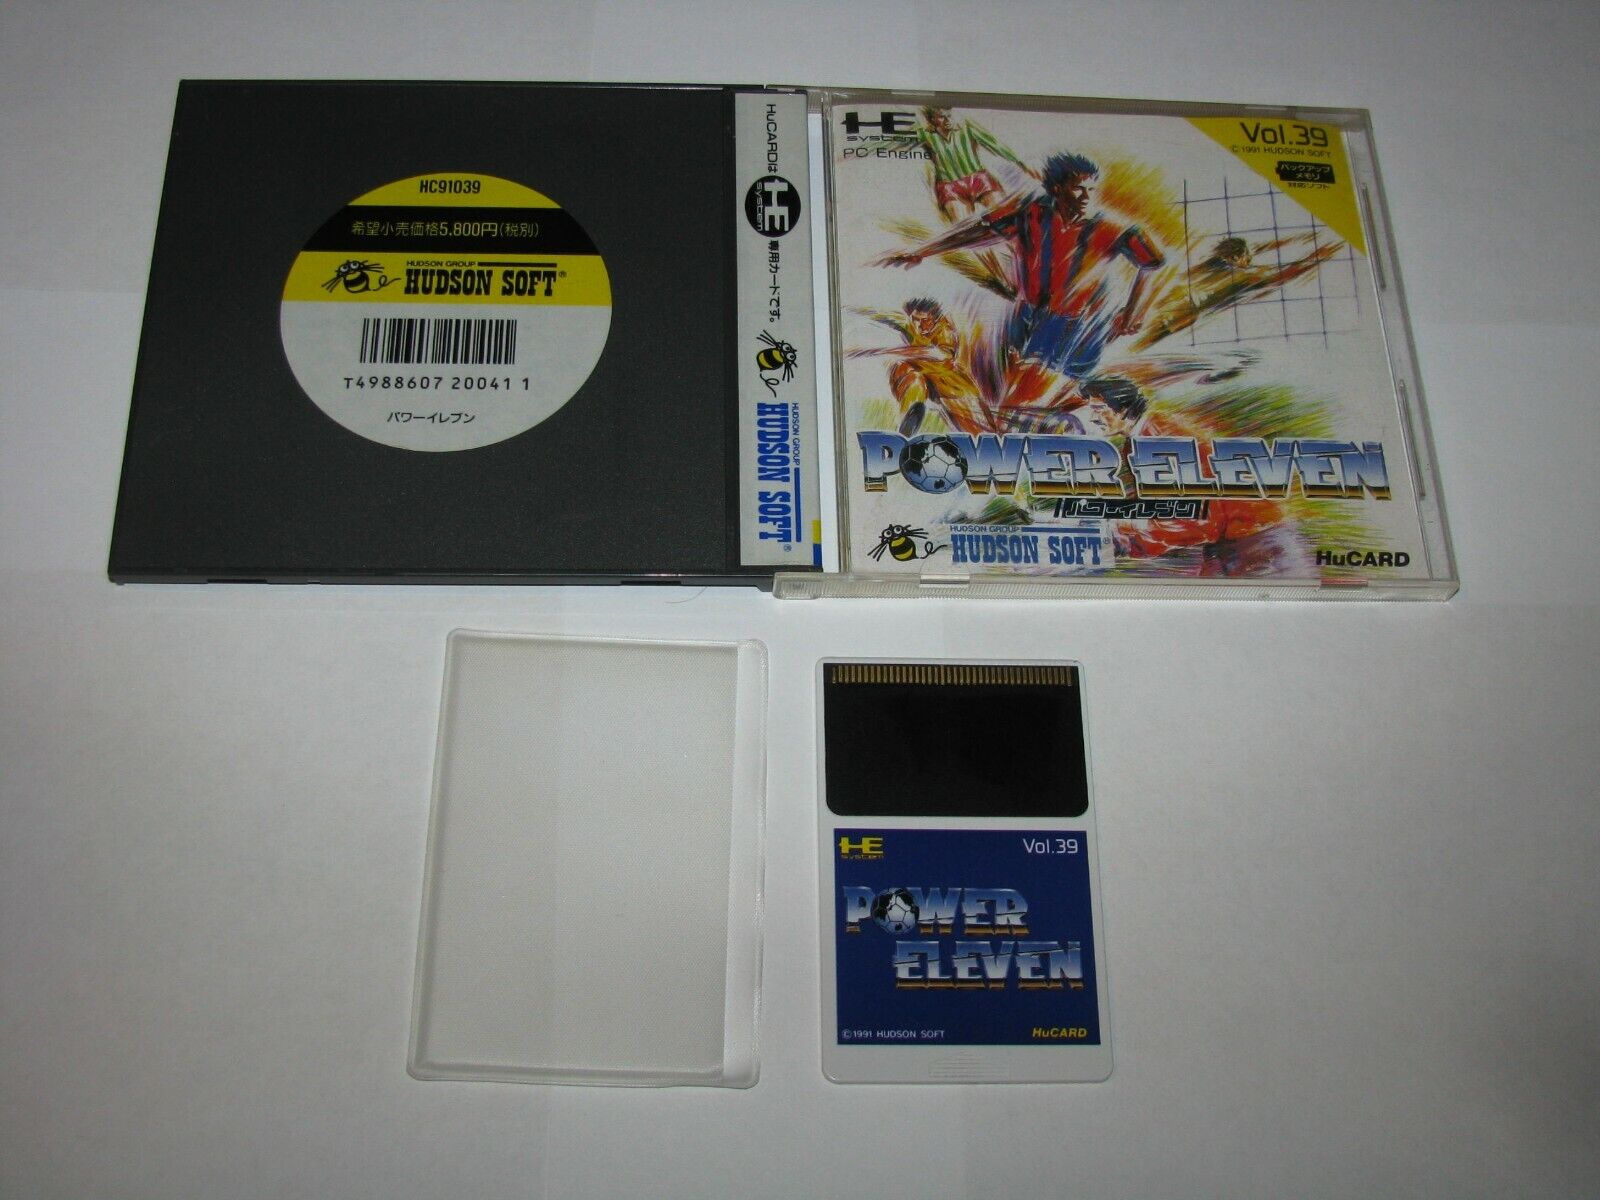 HC91039
希望小売価格5,800円(税別)
HUDSON GROUP
HUDSON SOFT®
T4988607 20041 1
パワーイレブン
HuCARDは
HE
system
専用カードです。
HUDSON GROUP
HUDSON SOFT®
HE
system
PC Engine
Vol.39
© 1991 HUDSON SOFT
バックアップ
メモリ
対応ソフト
POWER ELEVEN
パワーイレブン
HUDSON GROUP
HUDSON SOFT®
HuCARD
HE
system
Vol.39
POWER
ELEVEN
©1991 HUDSON SOFT
HuCARD